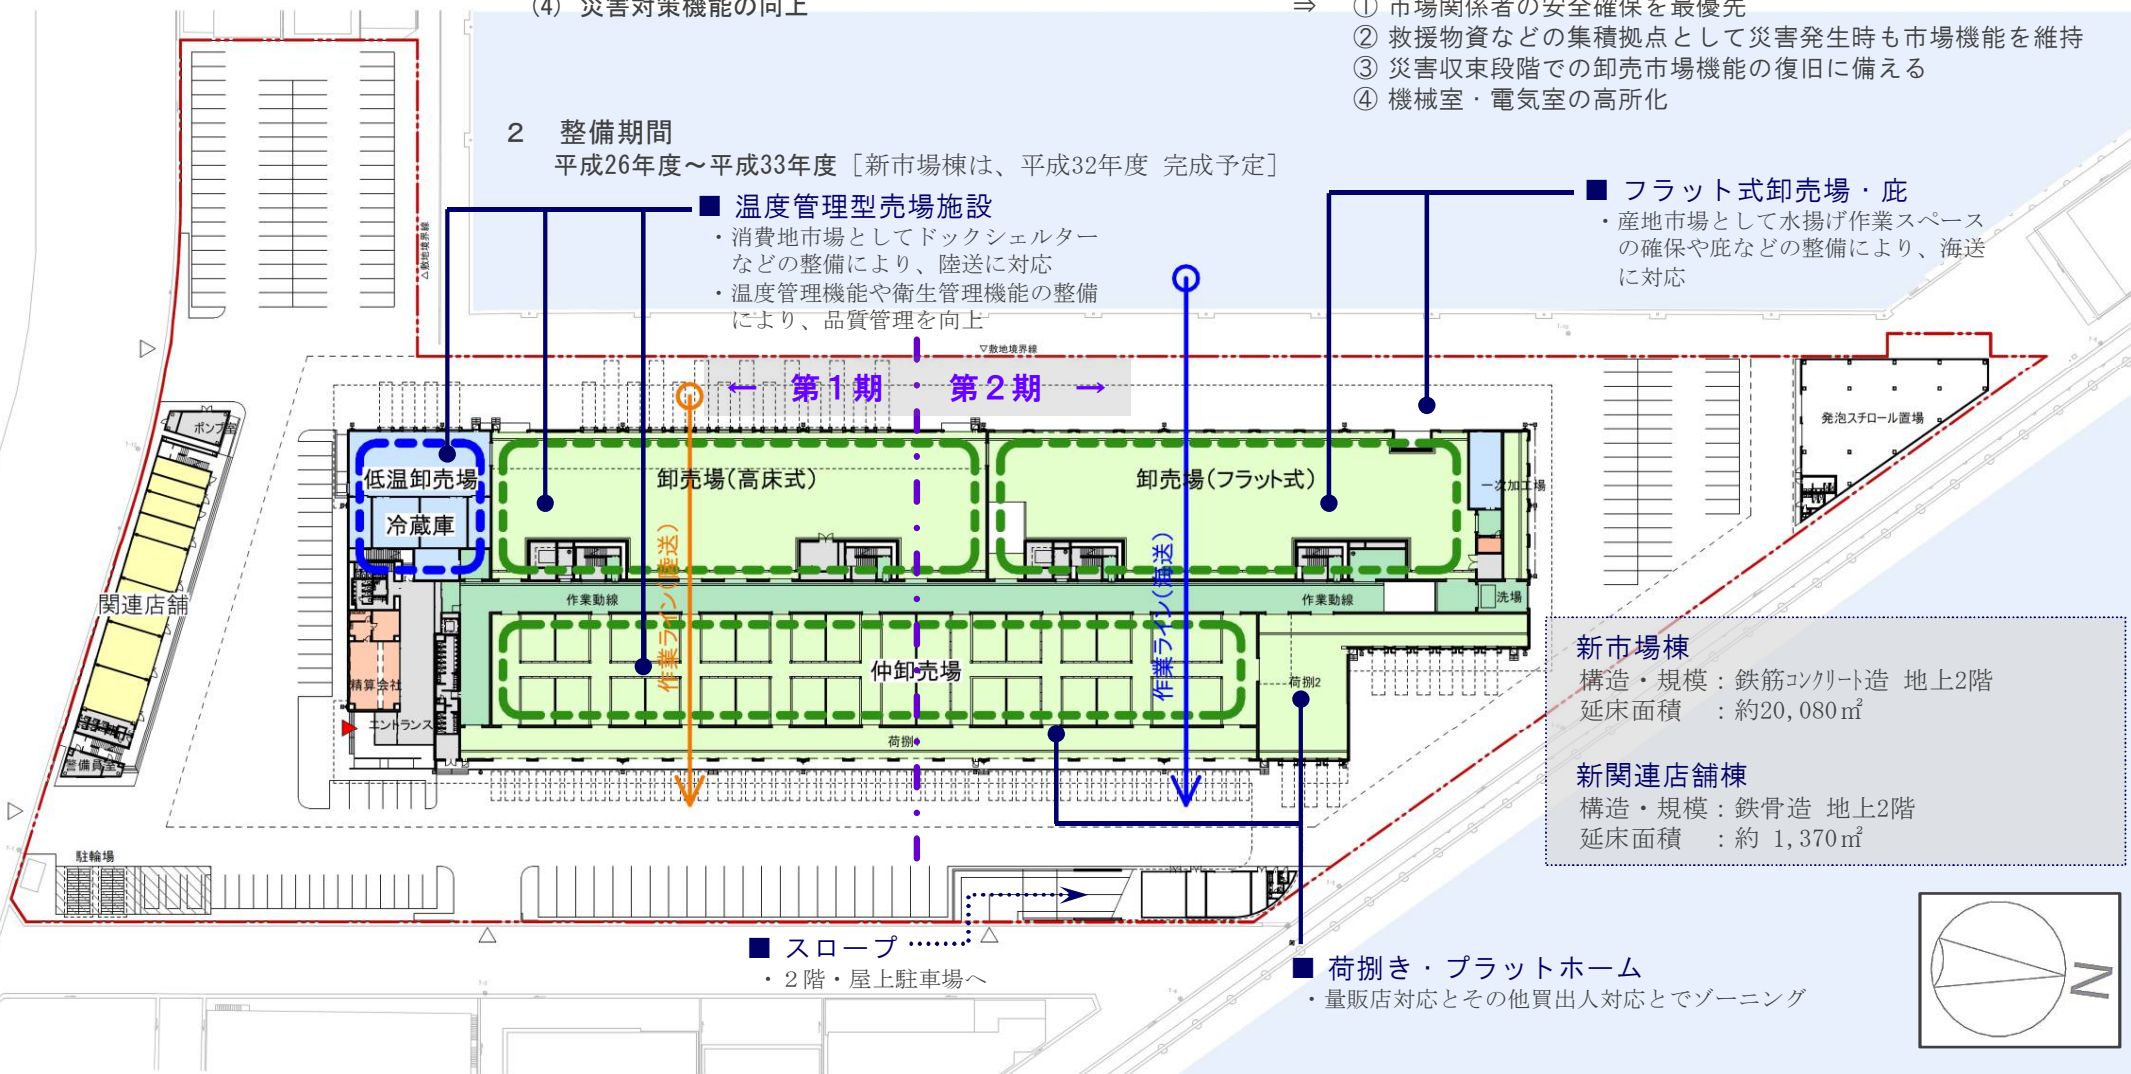 (4) 災害対策機能の向上
⇒ ① 市場関係者の安全確保を最優先
② 救援物資などの集積拠点として災害発生時も市場機能を維持
③ 災害収束段階での卸売市場機能の復旧に備える
④ 機械室・電気室の高所化
2 整備期間
平成26年度～平成33年度［新市場棟は、平成32年度 完成予定］
■ 温度管理型売場施設
・消費地市場としてドックシェルター
などの整備により、陸送に対応
・温度管理機能や衛生管理機能の整備
により、品質管理を向上
■ フラット式卸売場・庇
・産地市場として水揚げ作業スペース
の確保や庇などの整備により、海送
に対応
△敷地境界線
▽敷地境界線
← 第１期
第２期 →
ポンプ室
低温卸売場
冷蔵庫
卸売場(高床式)
卸売場(フラット式)
一次加工場
発泡スチロール置場
関連店舗
作業動線
作業動線
洗場
作業ライン(陸送)
作業ライン(海送)
仲卸売場
荷捌2
精算会社
エントランス
荷捌
警備員室
駐輪場
新市場棟
構造・規模：鉄筋ｺﾝｸﾘｰﾄ造 地上2階
延床面積 ：約20,080㎡
新関連店舗棟
構造・規模：鉄骨造 地上2階
延床面積 ：約 1,370㎡
■ スロープ
・２階・屋上駐車場へ
■ 荷捌き・プラットホーム
・量販店対応とその他買出人対応とでゾーニング
N